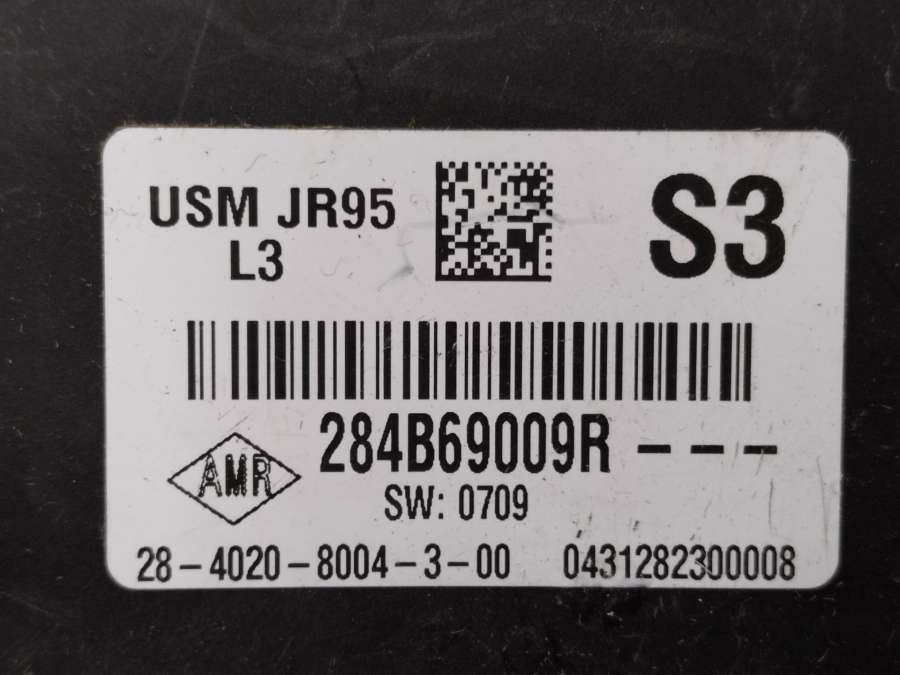 USM JR95
L3
S3
284B69009R - - -
AMR
SW: 0709
28-4020-8004-3-00 0431282300008